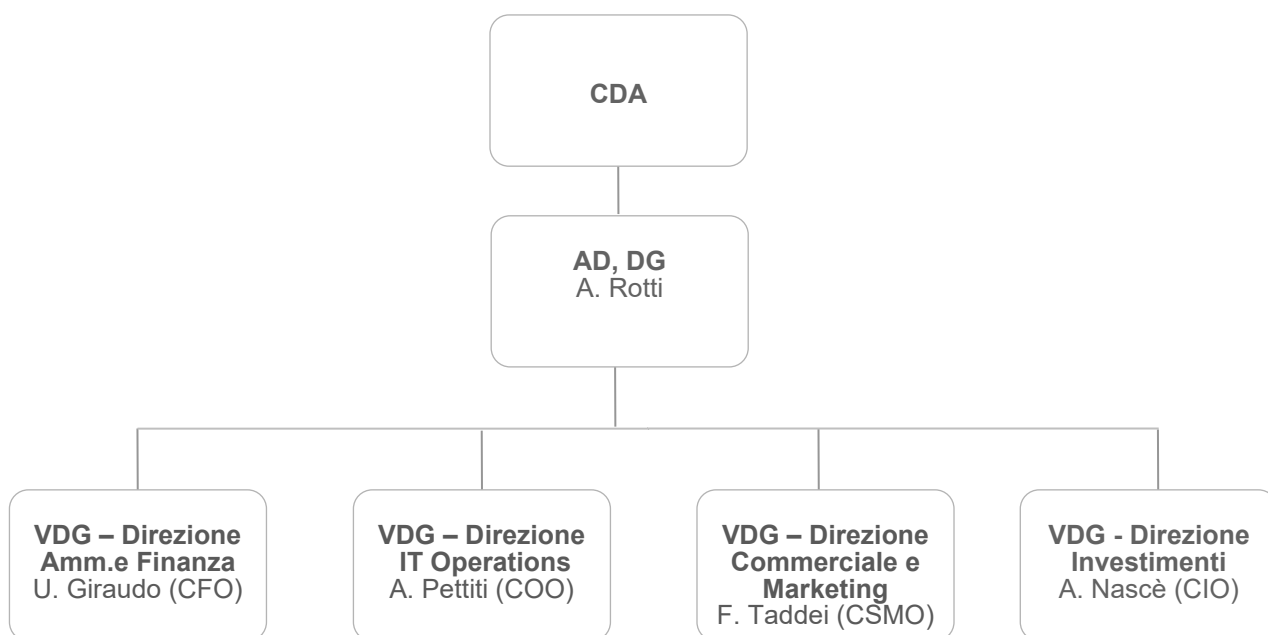 CDA
AD, DG
A. Rotti
VDG – Direzione
Amm.e Finanza
U. Giraudo (CFO)
VDG – Direzione
IT Operations
A. Pettiti (COO)
VDG – Direzione
Commerciale e
Marketing
F. Taddei (CSMO)
VDG - Direzione
Investimenti
A. Nascè (CIO)